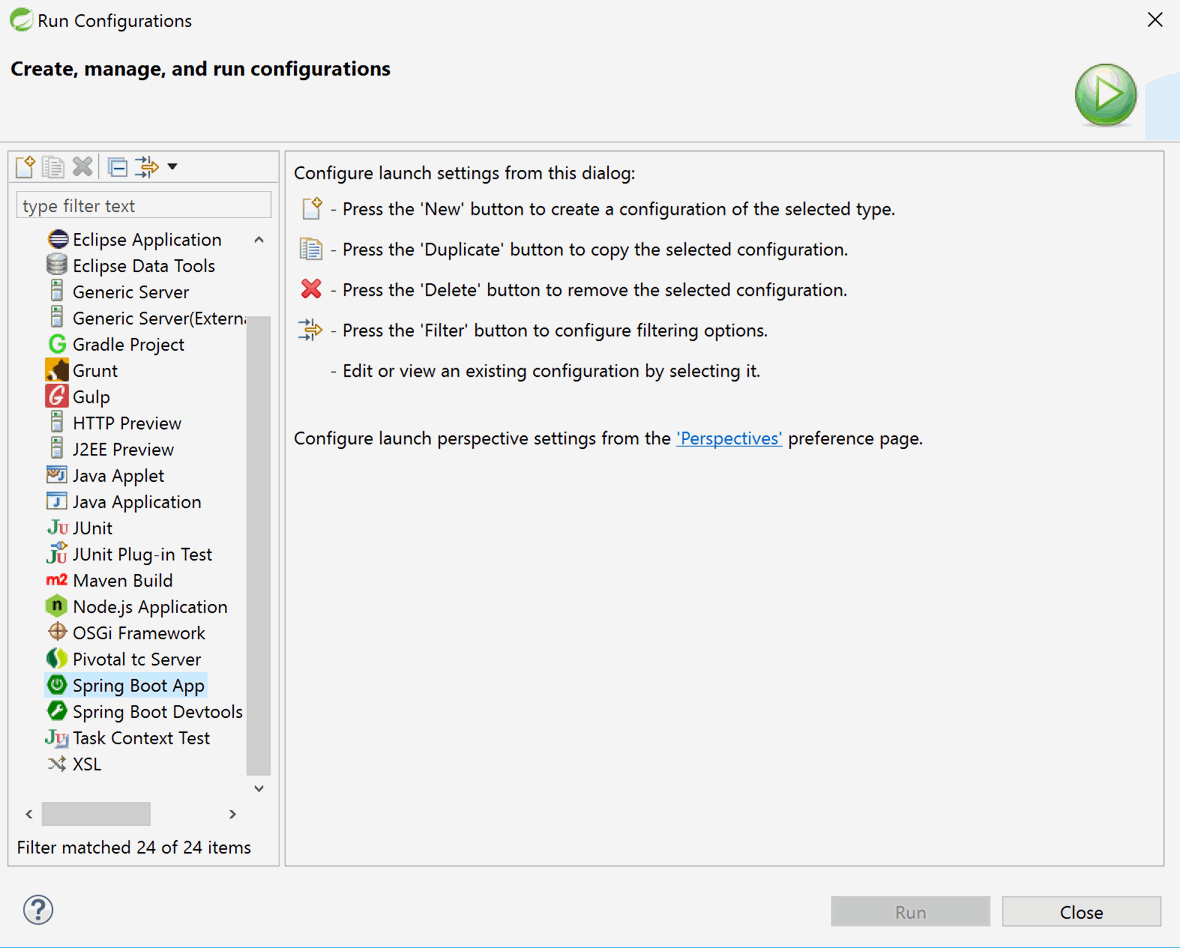 Run Configurations
Create, manage, and run configurations
type filter text
Eclipse Application
Eclipse Data Tools
Generic Server
Generic Server(Externa
Gradle Project
Grunt
Gulp
HTTP Preview
J2EE Preview
Java Applet
Java Application
JUnit
JUnit Plug-in Test
Maven Build
Node.js Application
OSGi Framework
Pivotal tc Server
Spring Boot App
Spring Boot Devtools
Task Context Test
XSL
Filter matched 24 of 24 items
Configure launch settings from this dialog:
- Press the 'New' button to create a configuration of the selected type.
- Press the 'Duplicate' button to copy the selected configuration.
- Press the 'Delete' button to remove the selected configuration.
- Press the 'Filter' button to configure filtering options.
- Edit or view an existing configuration by selecting it.
Configure launch perspective settings from the 'Perspectives' preference page.
Run
Close